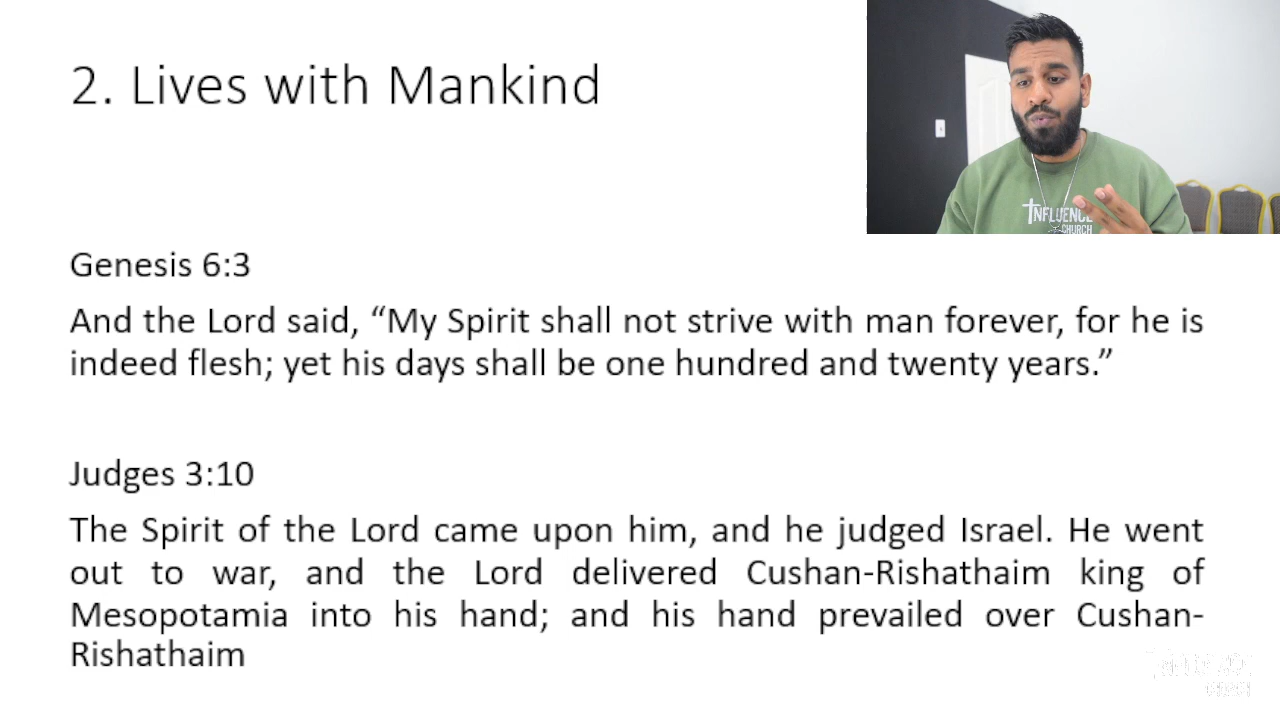 2. Lives with Mankind
INFLUENCE
CHURCH
Genesis 6:3
And the Lord said, “My Spirit shall not strive with man forever, for he is
indeed flesh; yet his days shall be one hundred and twenty years.”
Judges 3:10
The Spirit of the Lord came upon him, and he judged Israel. He went
out to war, and the Lord delivered Cushan-Rishathaim king of
Mesopotamia into his hand; and his hand prevailed over Cushan-
Rishathaim